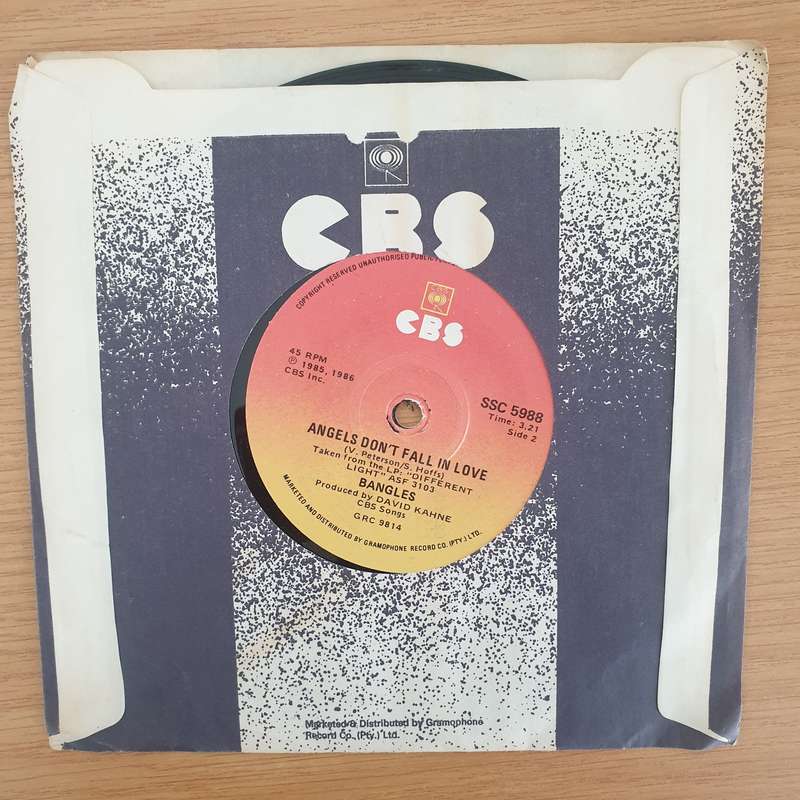 CBS
COPYRIGHT RESERVED UNAUTHORISED
CBS
CBS
45 RPM
℗ 1985, 1986
CBS Inc.
SSC 5988
Time: 3.21
Side 2
ANGELS DON'T FALL IN LOVE
(V. Peterson/S. Hoffs)
Taken from the LP: "DIFFERENT
LIGHT" ASF 3103
BANGLES
Produced by DAVID KAHNE
CBS Songs
GRC 9814
MARKETED AND DISTRIBUTED BY GRAMOPHONE RECORD CO. (PTY.) LTD.
Marketed & Distributed by Gramophone
Record Co. (Pty.) Ltd.